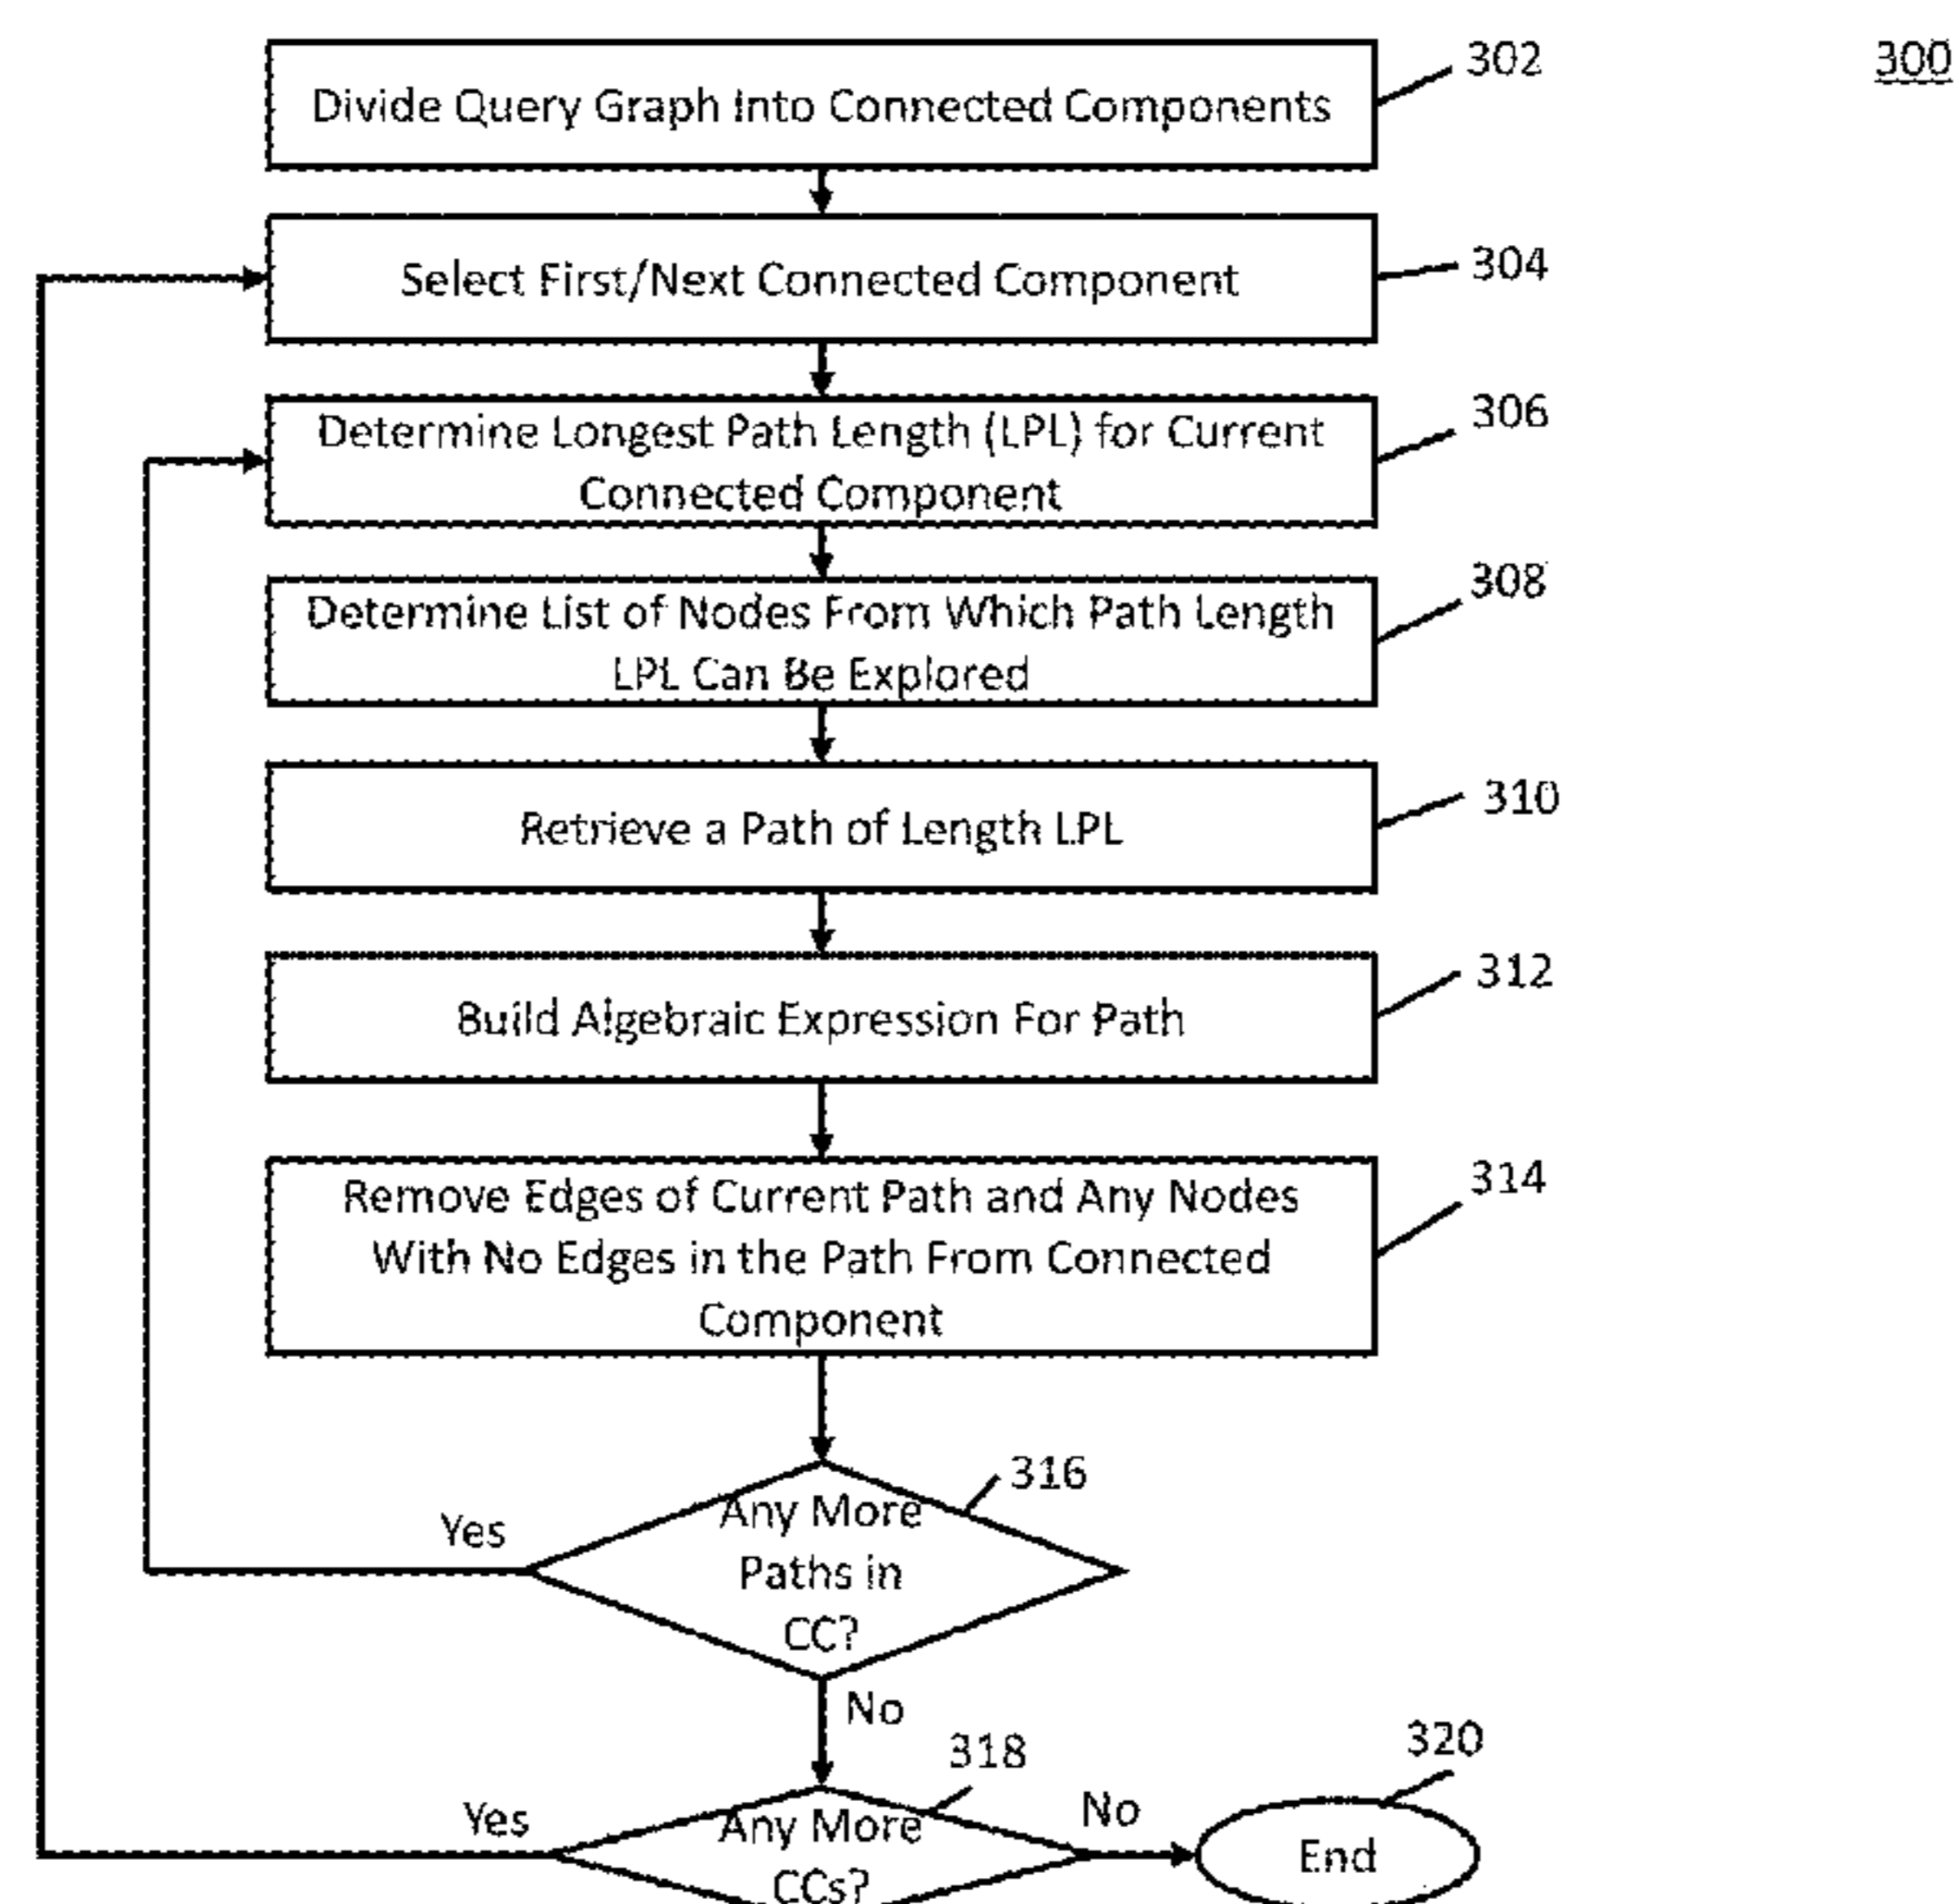 300
302
Divide Query Graph Into Connected Components
304
Select First/Next Connected Component
306
Determine Longest Path Length (LPL) for Current
Connected Component
308
Determine List of Nodes From Which Path Length
LPL Can Be Explored
310
Retrieve a Path of Length LPL
312
Build Algebraic Expression For Path
314
Remove Edges of Current Path and Any Nodes
With No Edges in the Path From Connected
Component
316
Any More
Paths in
CC?
Yes
No
318
320
Any More
CCs?
Yes
No
End